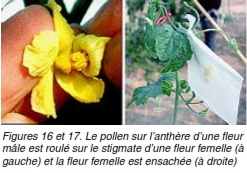 Figures 16 et 17. Le pollen sur l'anthère d'une fleur
mâle est roulé sur le stigmate d'une fleur femelle (à
gauche) et la fleur femelle est ensachée (à droite)